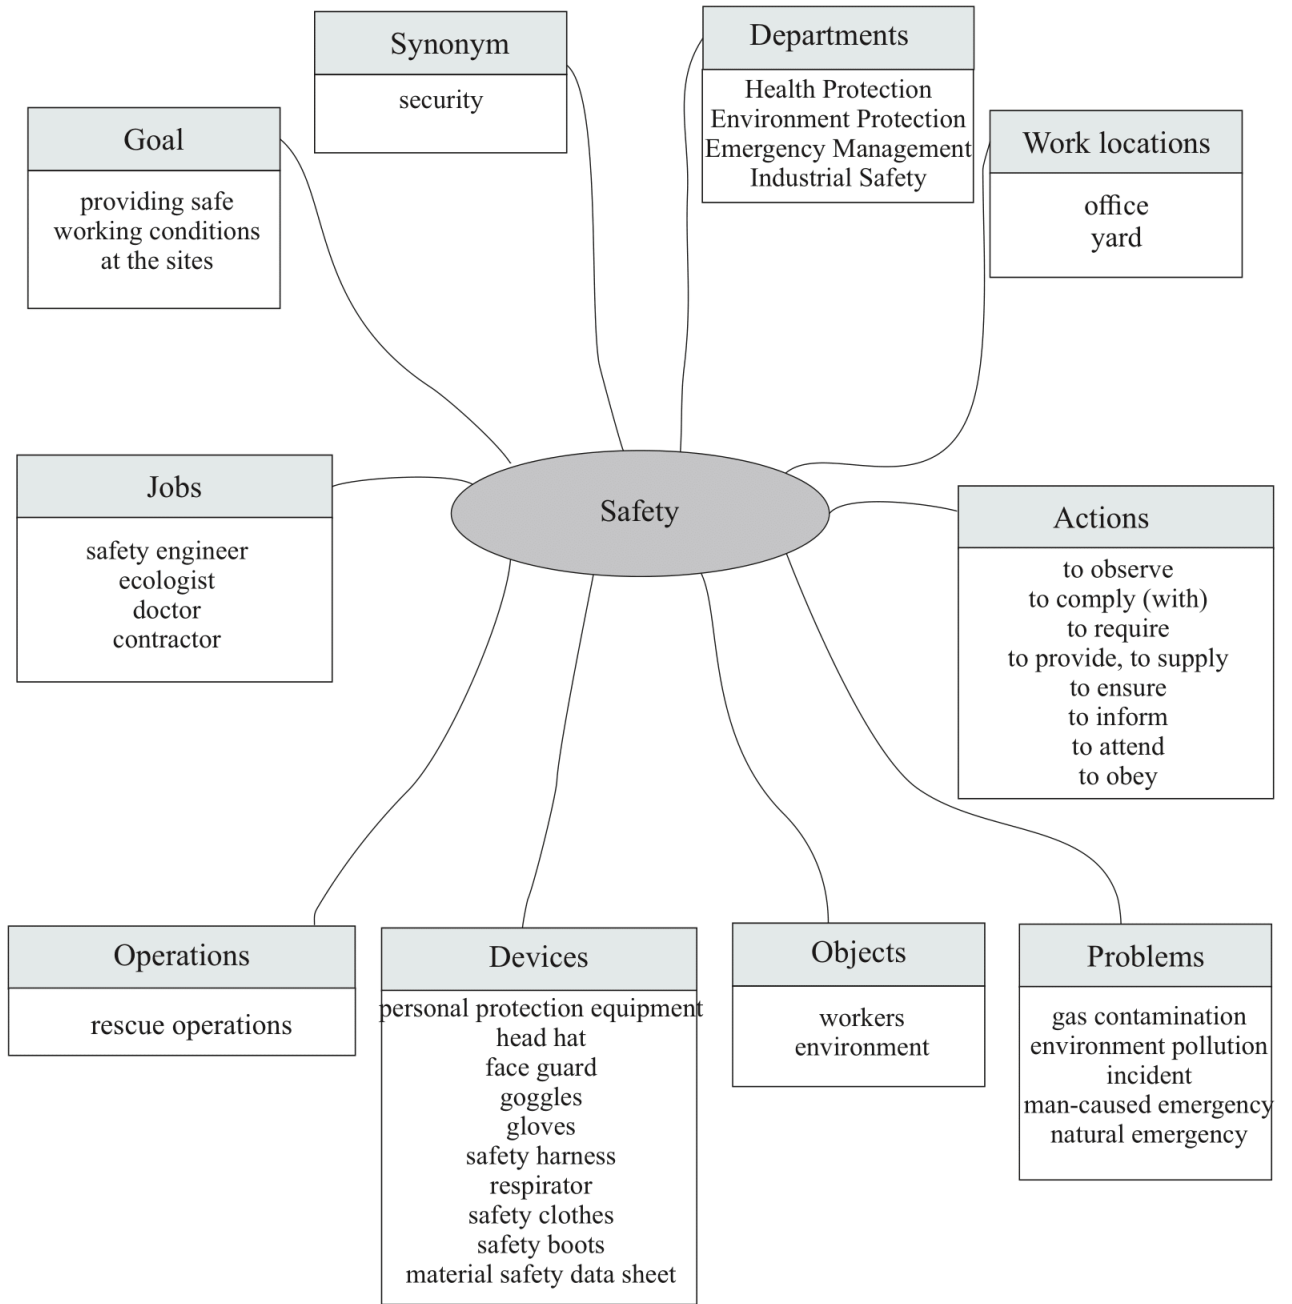 Synonym
security
Departments
Health Protection
Environment Protection
Emergency Management
Industrial Safety
Goal
providing safe
working conditions
at the sites
Work locations
office
yard
Jobs
safety engineer
ecologist
doctor
contractor
Safety
Actions
to observe
to comply (with)
to require
to provide, to supply
to ensure
to inform
to attend
to obey
Operations
rescue operations
Devices
personal protection equipment
head hat
face guard
goggles
gloves
safety harness
respirator
safety clothes
safety boots
material safety data sheet
Objects
workers
environment
Problems
gas contamination
environment pollution
incident
man-caused emergency
natural emergency